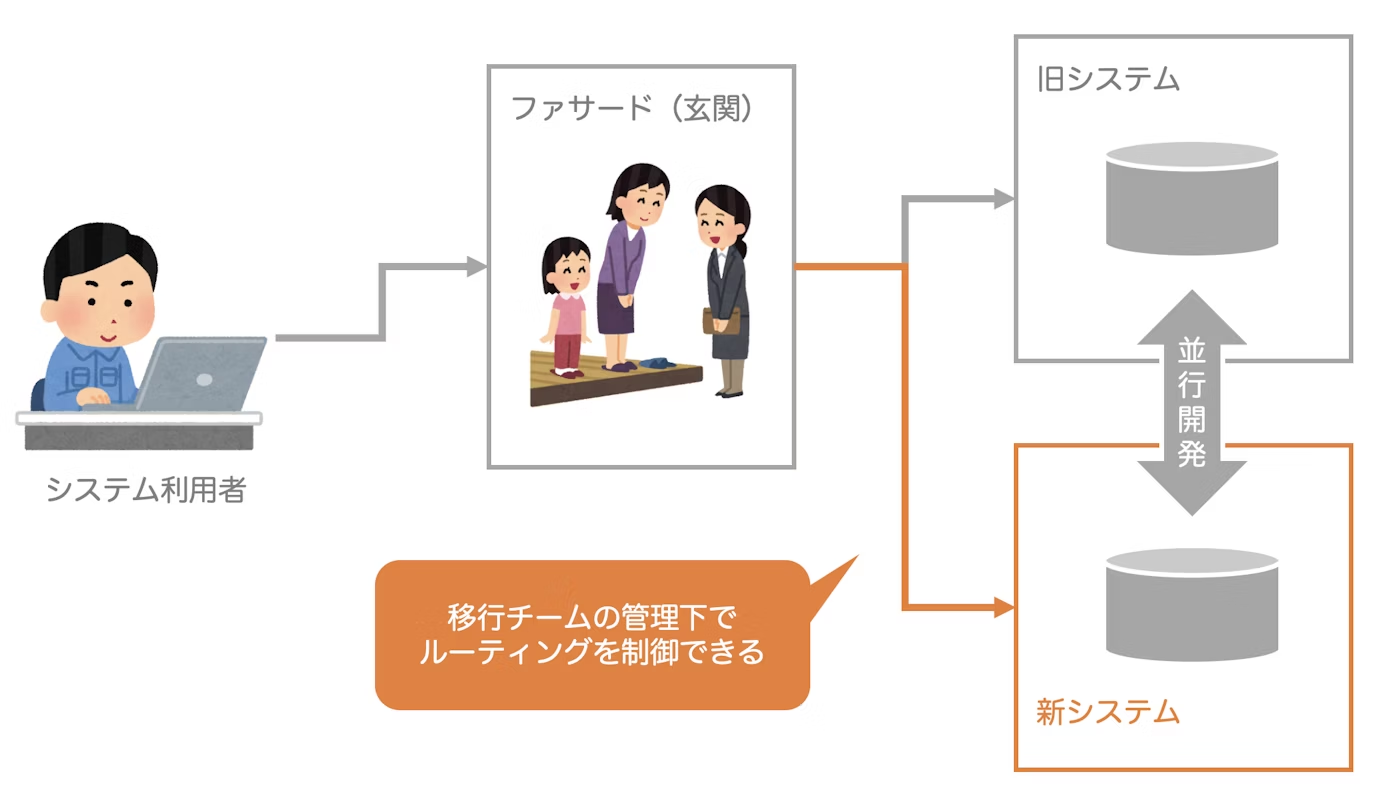 ファサード（玄関）
旧システム
システム利用者
並行開発
移行チームの管理下で
ルーティングを制御できる
新システム